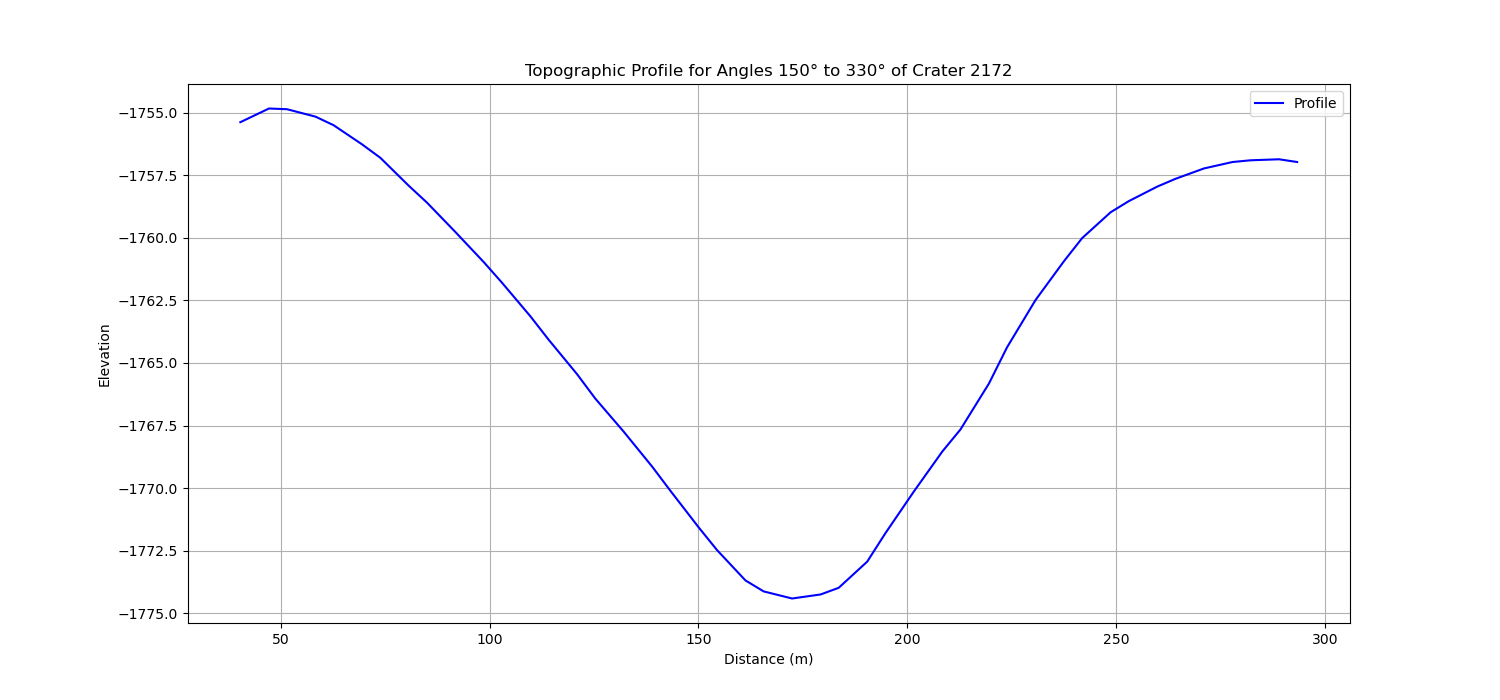 Topographic Profile for Angles 150° to 330° of Crater 2172
Profile
−1755.0
−1757.5
−1760.0
−1762.5
−1765.0
−1767.5
−1770.0
−1772.5
−1775.0
Elevation
50 100 150 200 250 300
Distance (m)